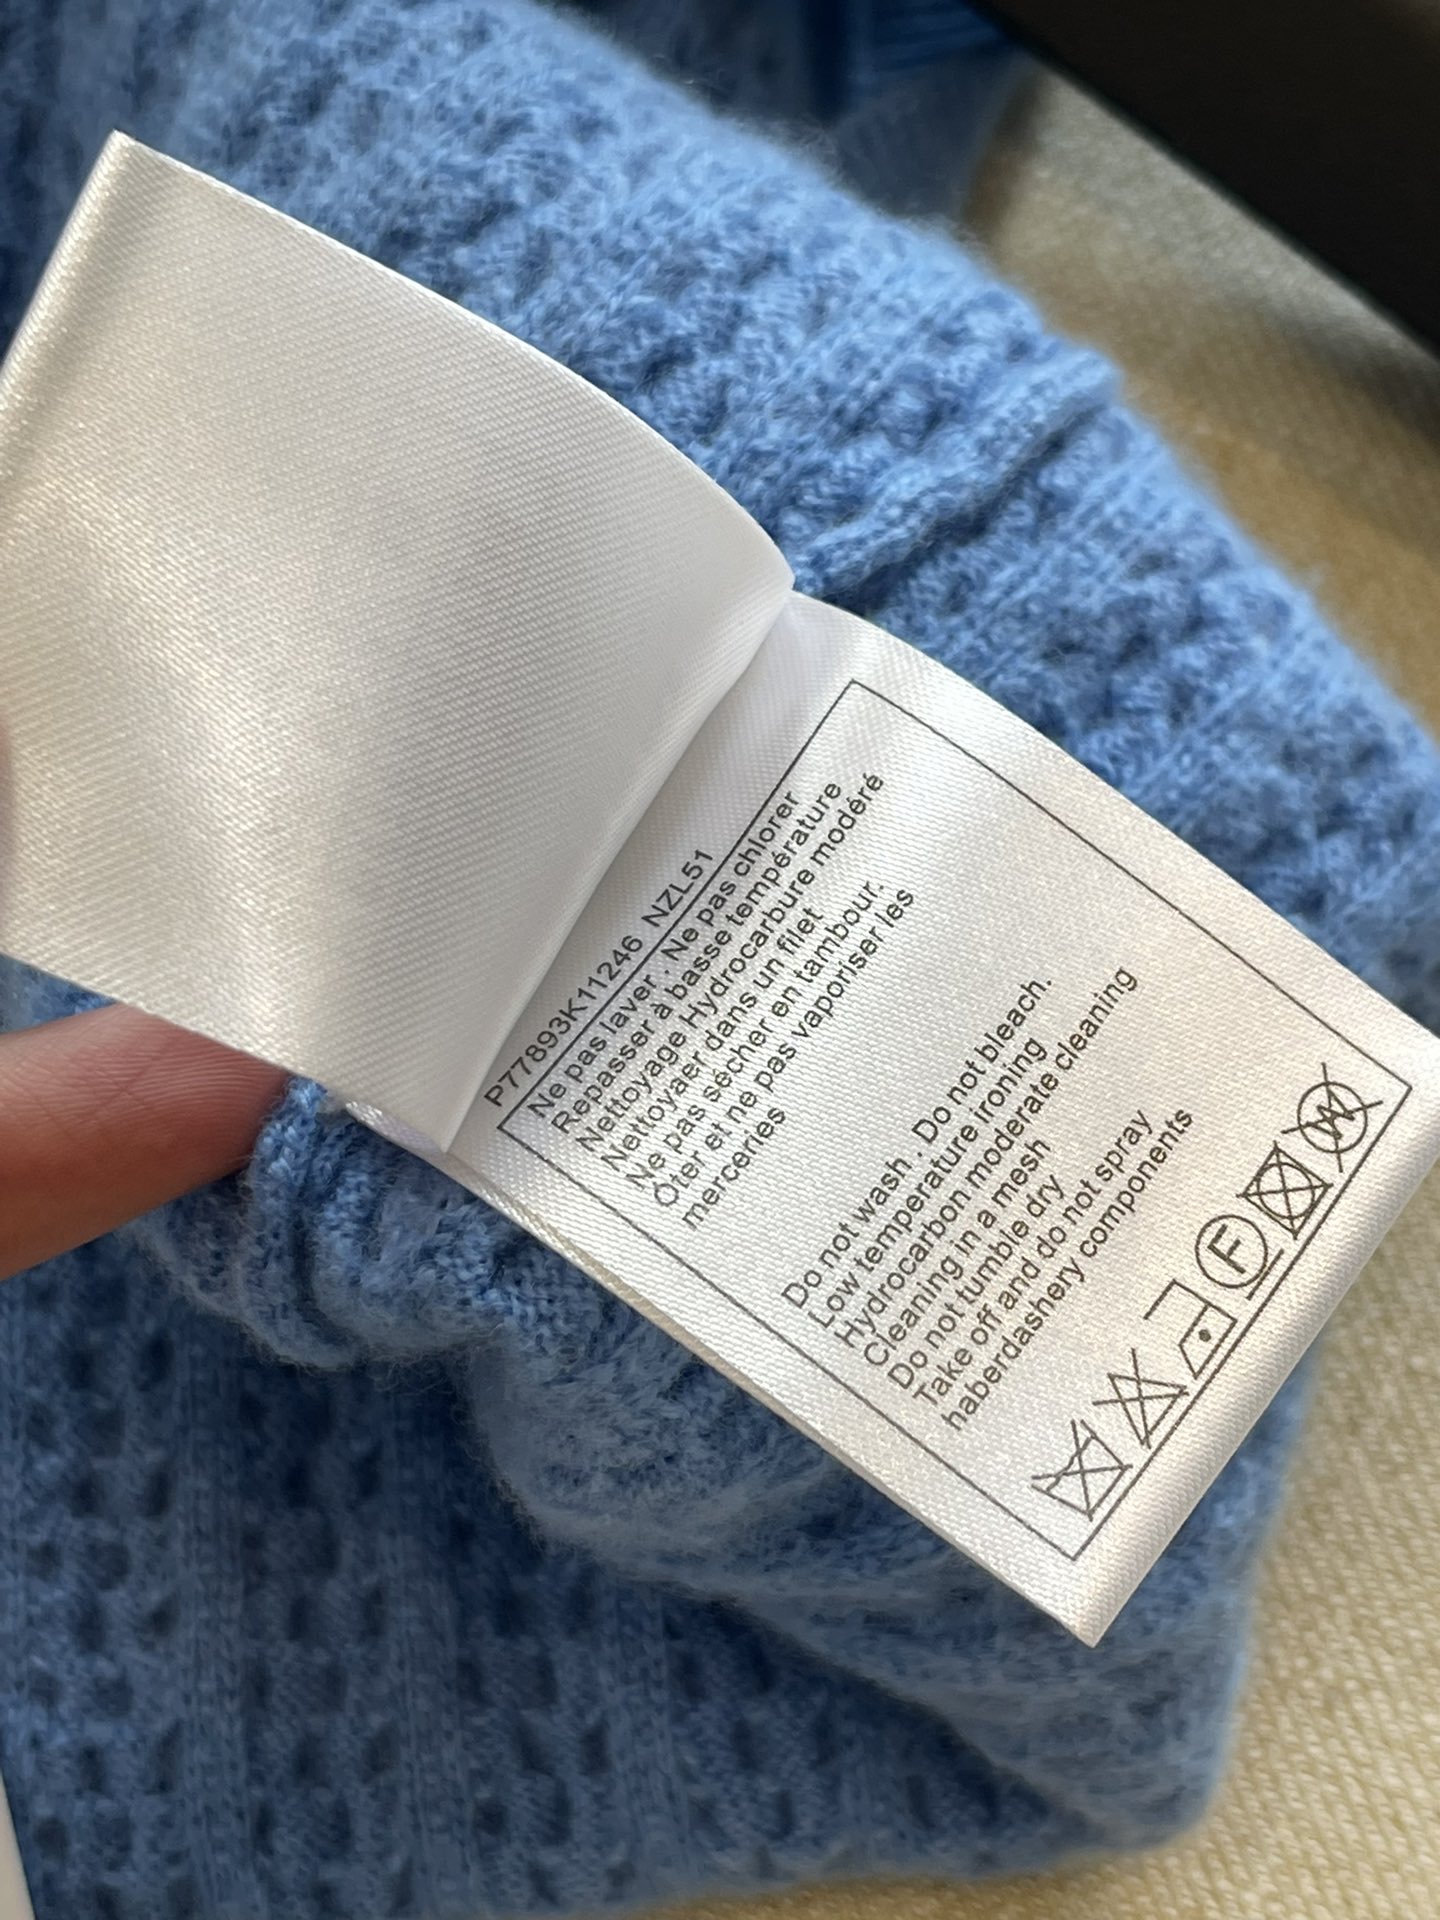 P77893K11246 NZL51
Ne pas laver . Ne pas chlorer
Repasser à basse température
Nettoyage Hydrocarbure modéré
Nettoyaer dans un filet
Ne pas sécher en tambour.
Ôter et ne pas vaporiser les
merceries
Do not wash . Do not bleach.
Low temperature ironing
Hydrocarbon moderate cleaning
Cleaning in a mesh
Do not tumble dry
Take off and do not spray
haberdashery components
F W